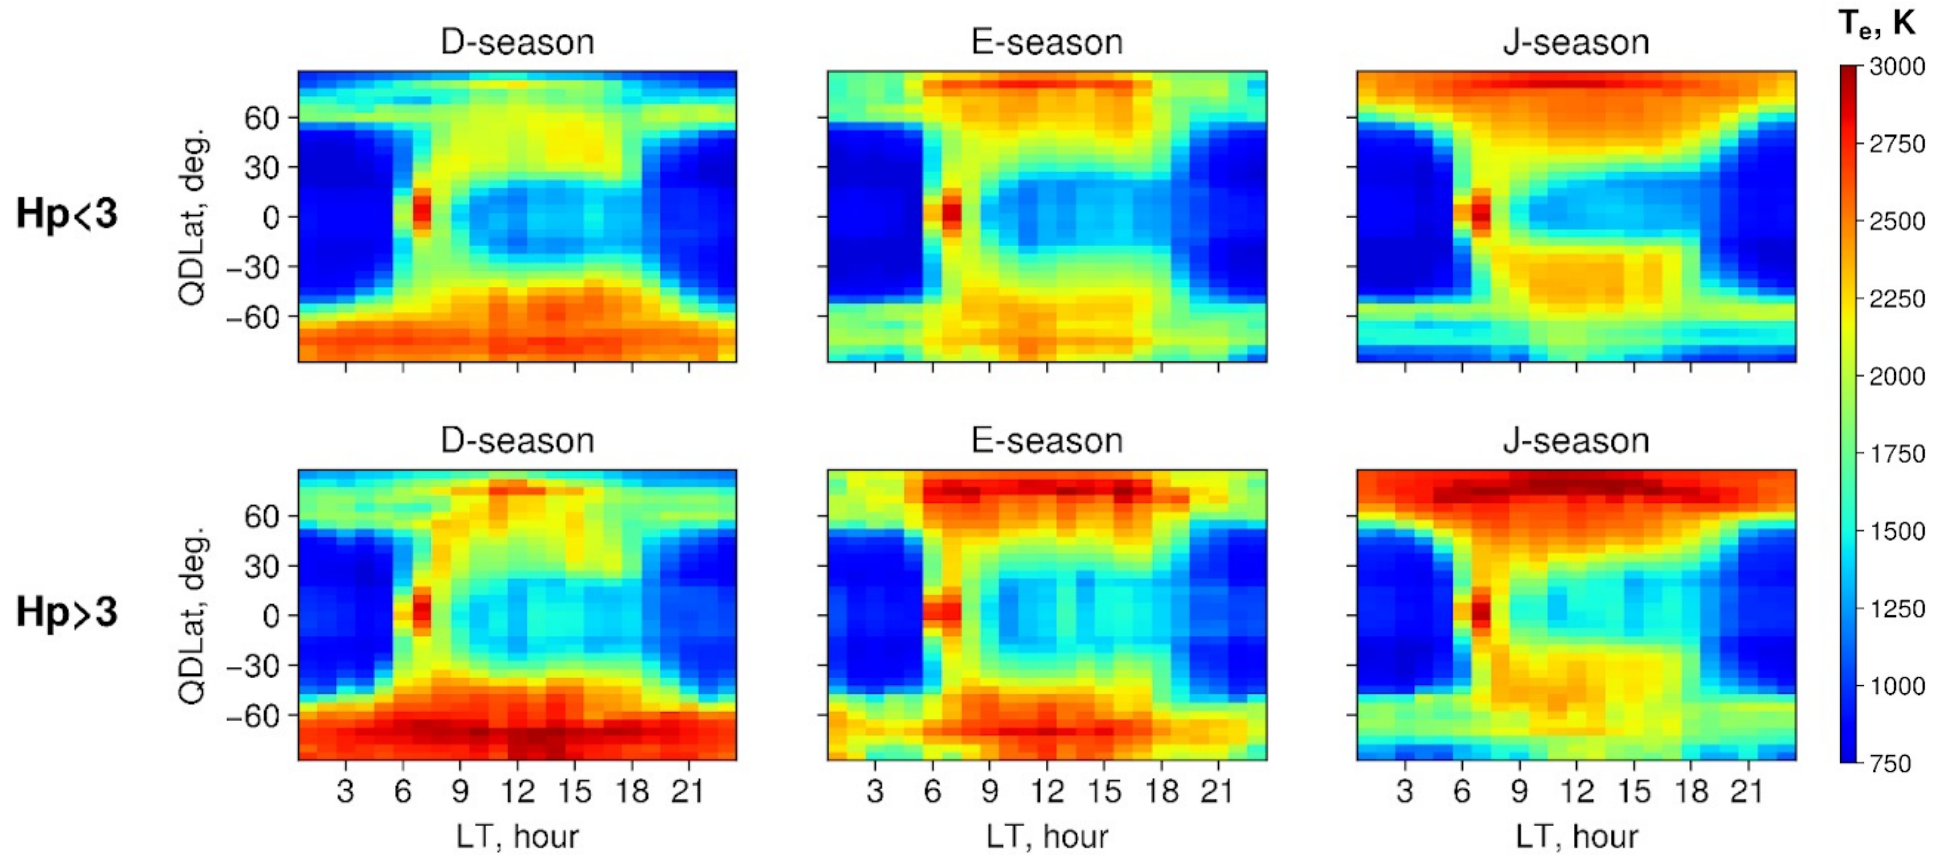 Te, K
D-season
E-season
J-season
Hp<3
QDLat, deg.
60
30
0
−30
−60
3000
2750
2500
2250
2000
1750
1500
1250
1000
750
D-season
E-season
J-season
Hp>3
QDLat, deg.
60
30
0
−30
−60
3 6 9 12 15 18 21
3 6 9 12 15 18 21
3 6 9 12 15 18 21
LT, hour
LT, hour
LT, hour